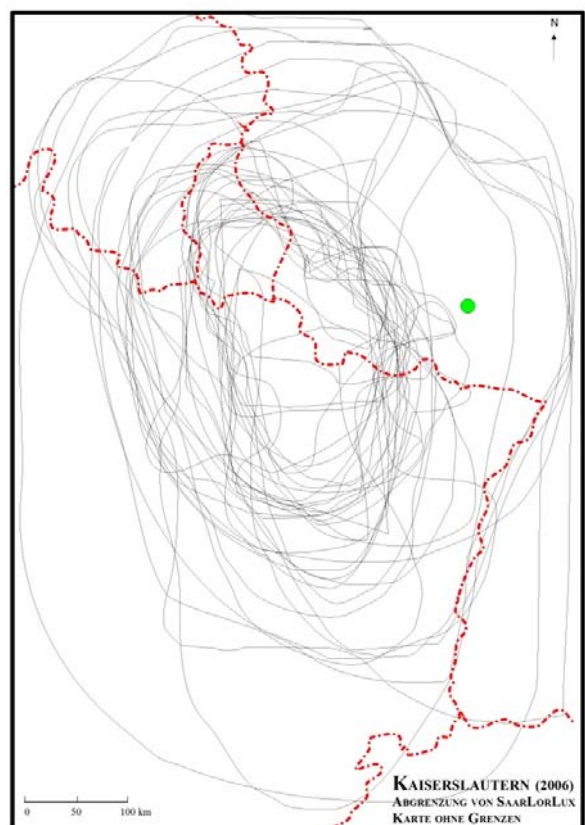 N
KAISERSLAUTERN (2006)
ABGRENZUNG VON SAARLORLUX
KARTE OHNE GRENZEN
0 50 100 km